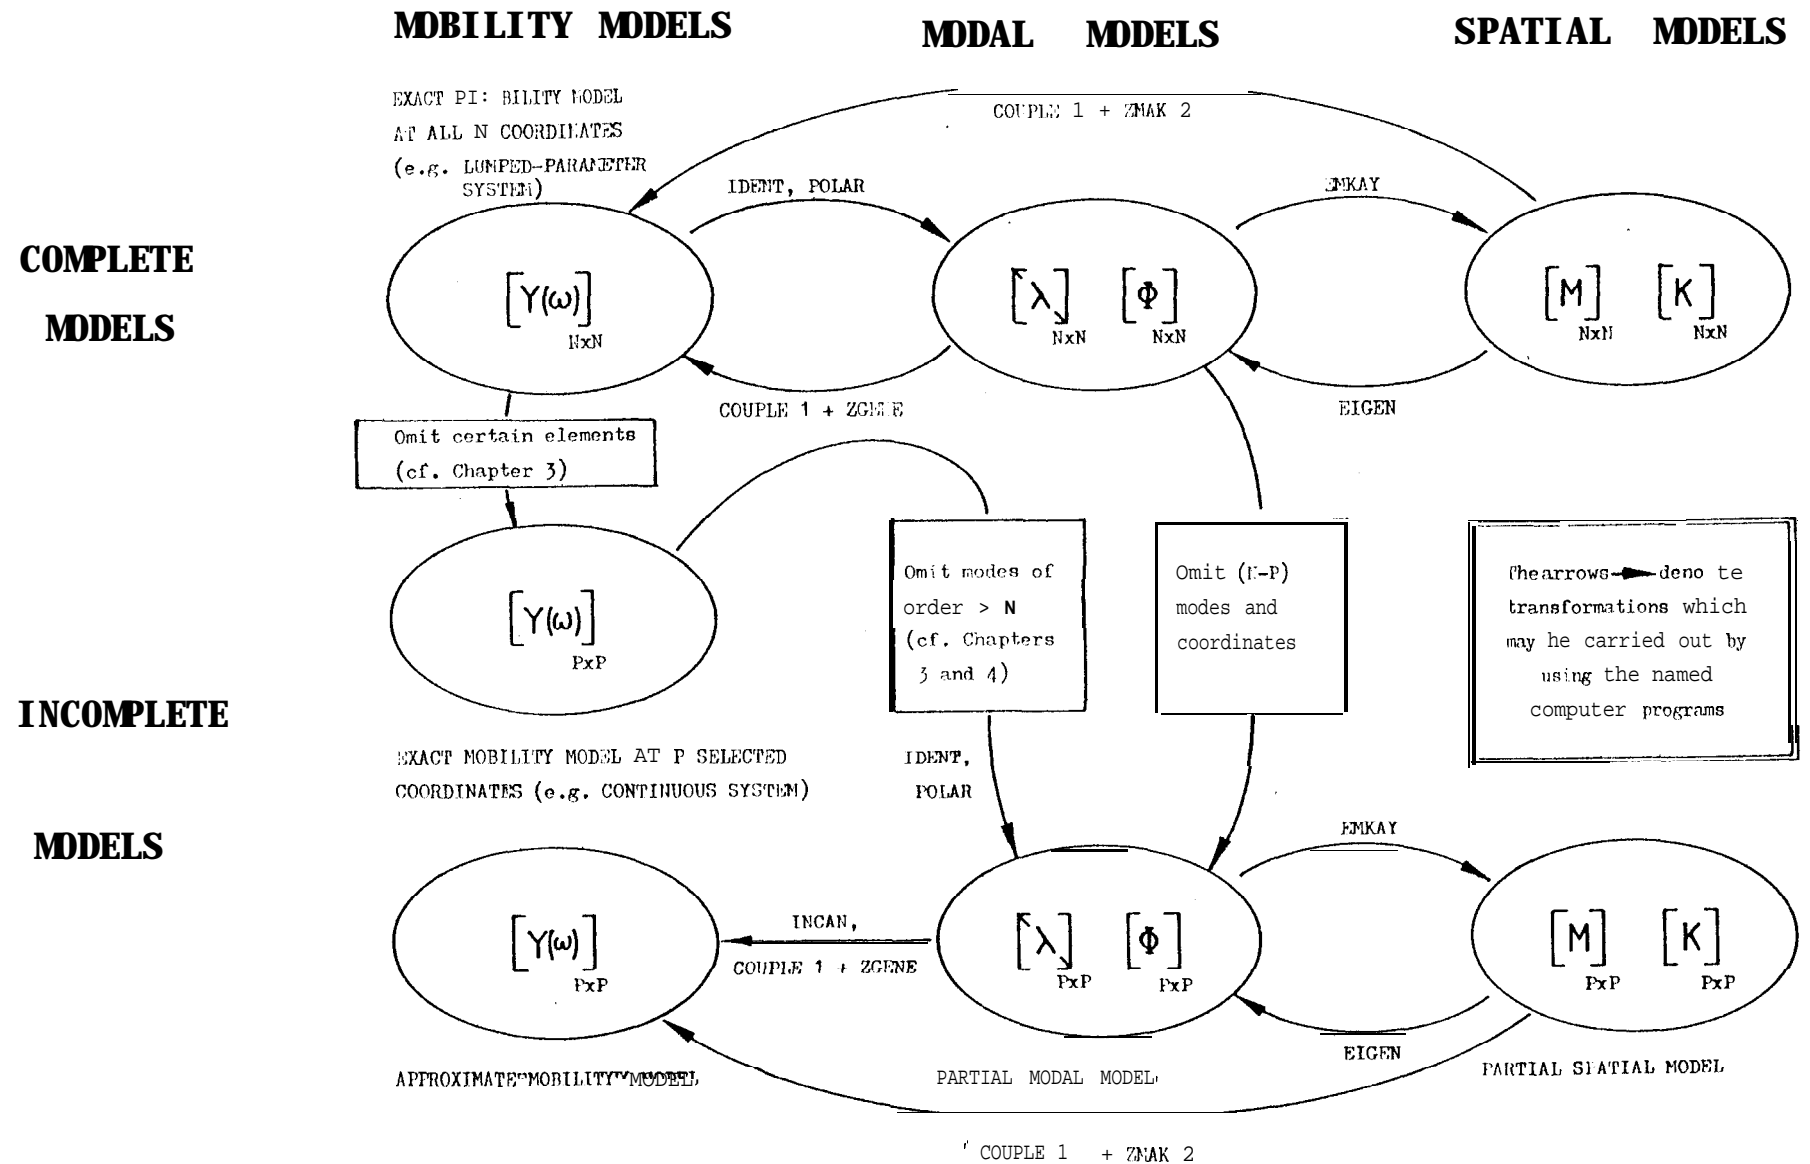 MOBILITY MODELS
MODAL MODELS
SPATIAL MODELS
EXACT PI: BILITY MODEL
AT ALL N COORDINATES
(e.g. LUMPED-PARAMETER
SYSTEM)
COUPLE 1 + ZMAK 2
IDENT, POLAR
EMKAY
COMPLETE
MODELS
[Y(ω)] NxN
[λ] NxN [Φ] NxN
[M] NxN [K] NxN
COUPLE 1 + ZGENE
EIGEN
Omit certain elements
(cf. Chapter 3)
[Y(ω)] PxP
Omit modes of
order > N
(cf. Chapters
3 and 4)
Omit (N-P)
modes and
coordinates
The arrows deno te
transformations which
may he carried out by
using the named
computer programs
INCOMPLETE
MODELS
EXACT MOBILITY MODEL AT P SELECTED
COORDINATES (e.g. CONTINUOUS SYSTEM)
IDENT,
POLAR
EMKAY
[Y(ω)] PxP
INCAN,
COUPLE 1 + ZGENE
[λ] PxP [Φ] PxP
[M] PxP [K] PxP
EIGEN
APPROXIMATE MOBILITY MODEL
PARTIAL MODAL MODEL
PARTIAL SPATIAL MODEL
COUPLE 1 + ZMAK 2